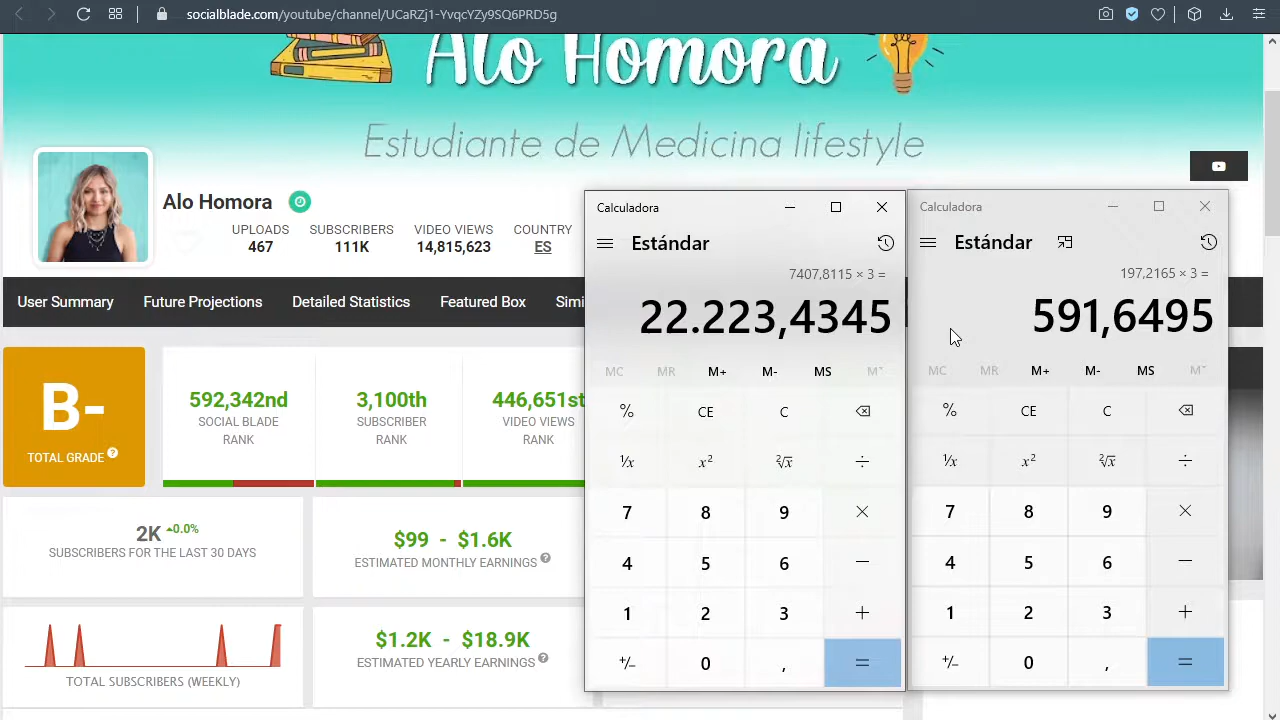 socialblade.com/youtube/channel/UCaRZj1-YvqcYZy9SQ6PRD5g
Alo Homora
Estudiante de Medicina lifestyle
Alo Homora
UPLOADS
467
SUBSCRIBERS
111K
VIDEO VIEWS
14,815,623
COUNTRY
ES
User Summary
Future Projections
Detailed Statistics
Featured Box
Simi
B-
TOTAL GRADE
592,342nd
SOCIAL BLADE
RANK
3,100th
SUBSCRIBER
RANK
446,651st
VIDEO VIEWS
RANK
2K +0.0%
SUBSCRIBERS FOR THE LAST 30 DAYS
$99 - $1.6K
ESTIMATED MONTHLY EARNINGS
TOTAL SUBSCRIBERS (WEEKLY)
$1.2K - $18.9K
ESTIMATED YEARLY EARNINGS
Calculadora
Estándar
7407,8115 × 3 =
22.223,4345
MC MR M+ M- MS M˅
% CE C ⌫
¹/x x² ²√x ÷
7 8 9 ×
4 5 6 −
1 2 3 +
+/− 0 , =
Calculadora
Estándar
197,2165 × 3 =
591,6495
MC MR M+ M- MS M˅
% CE C ⌫
¹/x x² ²√x ÷
7 8 9 ×
4 5 6 −
1 2 3 +
+/− 0 , =